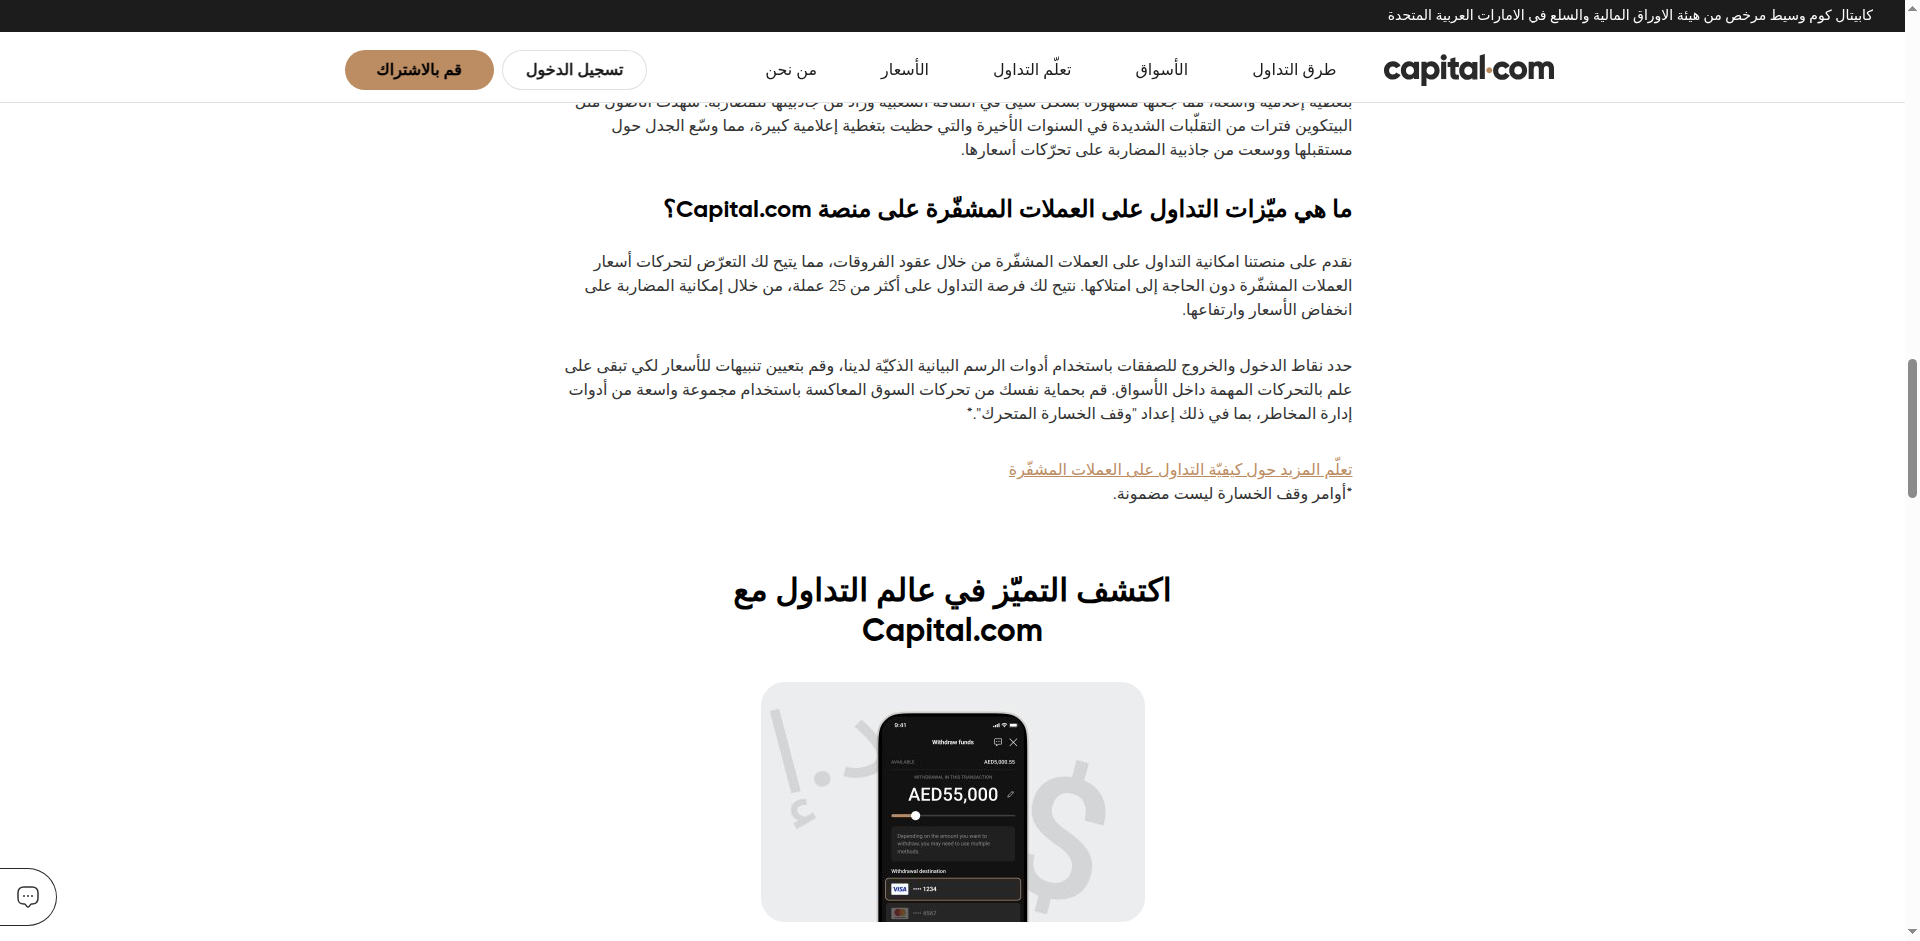 كابيتال كوم وسيط مرخص من هيئة الاوراق المالية والسلع في الامارات العربية المتحدة
capital.com
طرق التداول
الأسواق
تعلّم التداول
الأسعار
من نحن
تسجيل الدخول
قم بالاشتراك
البيتكوين فترات من التقلّبات الشديدة في السنوات الأخيرة والتي حظيت بتغطية إعلامية كبيرة، مما وسّع الجدل حول
مستقبلها ووسعت من جاذبية المضاربة على تحرّكات أسعارها.
ما هي ميّزات التداول على العملات المشفّرة على منصة Capital.com؟
نقدم على منصتنا امكانية التداول على العملات المشفّرة من خلال عقود الفروقات، مما يتيح لك التعرّض لتحركات أسعار
العملات المشفّرة دون الحاجة إلى امتلاكها. نتيح لك فرصة التداول على أكثر من 25 عملة، من خلال إمكانية المضاربة على
انخفاض الأسعار وارتفاعها.
حدد نقاط الدخول والخروج للصفقات باستخدام أدوات الرسم البيانية الذكيّة لدينا، وقم بتعيين تنبيهات للأسعار لكي تبقى على
علم بالتحركات المهمة داخل الأسواق. قم بحماية نفسك من تحركات السوق المعاكسة باستخدام مجموعة واسعة من أدوات
إدارة المخاطر، بما في ذلك إعداد "وقف الخسارة المتحرك".*
تعلّم المزيد حول كيفيّة التداول على العملات المشفّرة
*أوامر وقف الخسارة ليست مضمونة.
اكتشف التميّز في عالم التداول مع
Capital.com
د.إ
$
9:41
Withdraw funds
AVAILABLE
AED5,000.55
WITHDRAWAL IN THIS TRANSACTION
AED55,000
Depending on the amount you want to
withdraw, you may need to use multiple
methods.
Withdrawal destination
VISA
•••• 1234
•••• 4567